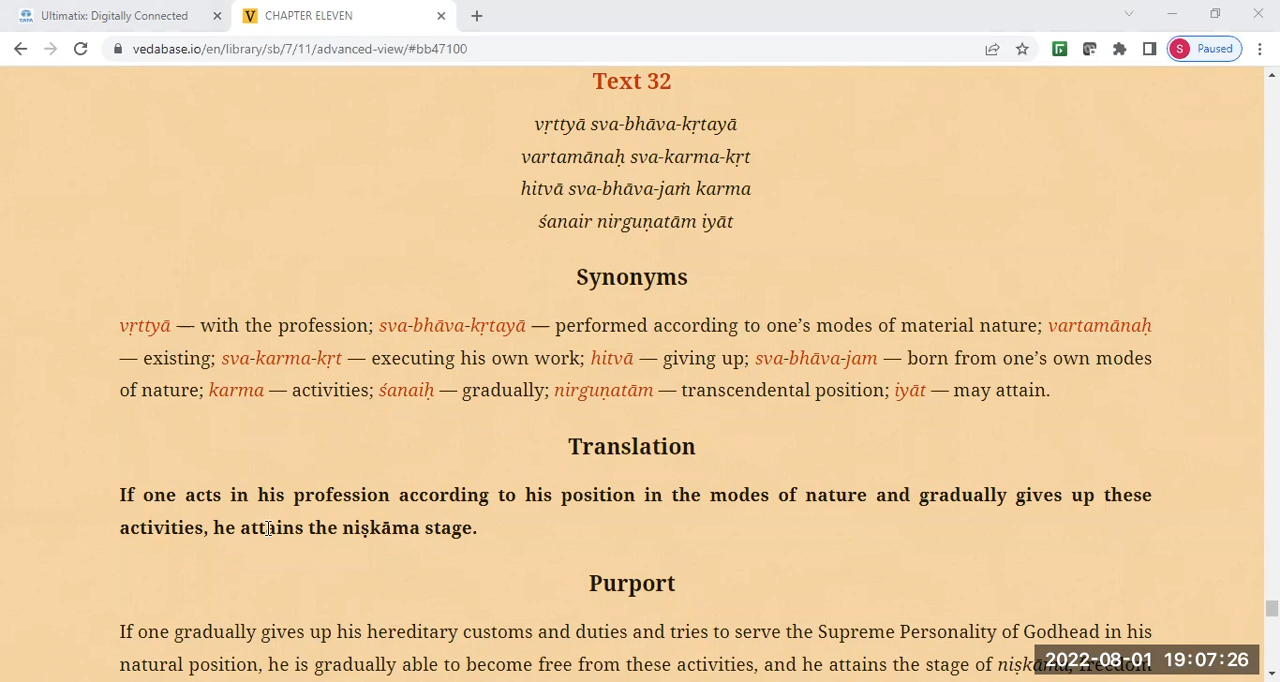 Ultimatix: Digitally Connected
CHAPTER ELEVEN
vedabase.io/en/library/sb/7/11/advanced-view/#bb47100
S Paused
Text 32
vṛttyā sva-bhāva-kṛtayā
vartamānaḥ sva-karma-kṛt
hitvā sva-bhāva-jaṁ karma
śanair nirguṇatām iyāt
Synonyms
vṛttyā — with the profession; sva-bhāva-kṛtayā — performed according to one’s modes of material nature; vartamānaḥ
— existing; sva-karma-kṛt — executing his own work; hitvā — giving up; sva-bhāva-jam — born from one’s own modes
of nature; karma — activities; śanaiḥ — gradually; nirguṇatām — transcendental position; iyāt — may attain.
Translation
If one acts in his profession according to his position in the modes of nature and gradually gives up these
activities, he attains the niṣkāma stage.
Purport
If one gradually gives up his hereditary customs and duties and tries to serve the Supreme Personality of Godhead in his
natural position, he is gradually able to become free from these activities, and he attains the stage of
2022-08-01 19:07:26